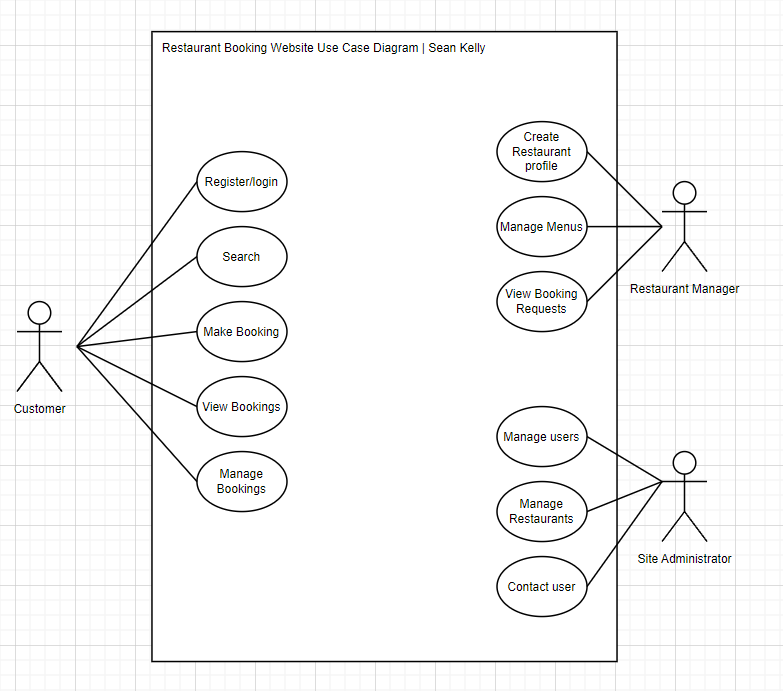 Restaurant Booking Website Use Case Diagram | Sean Kelly
Register/login
Search
Make Booking
View Bookings
Manage
Bookings
Customer
Create
Restaurant
profile
Manage Menus
View Booking
Requests
Restaurant Manager
Manage users
Manage
Restaurants
Contact user
Site Administrator